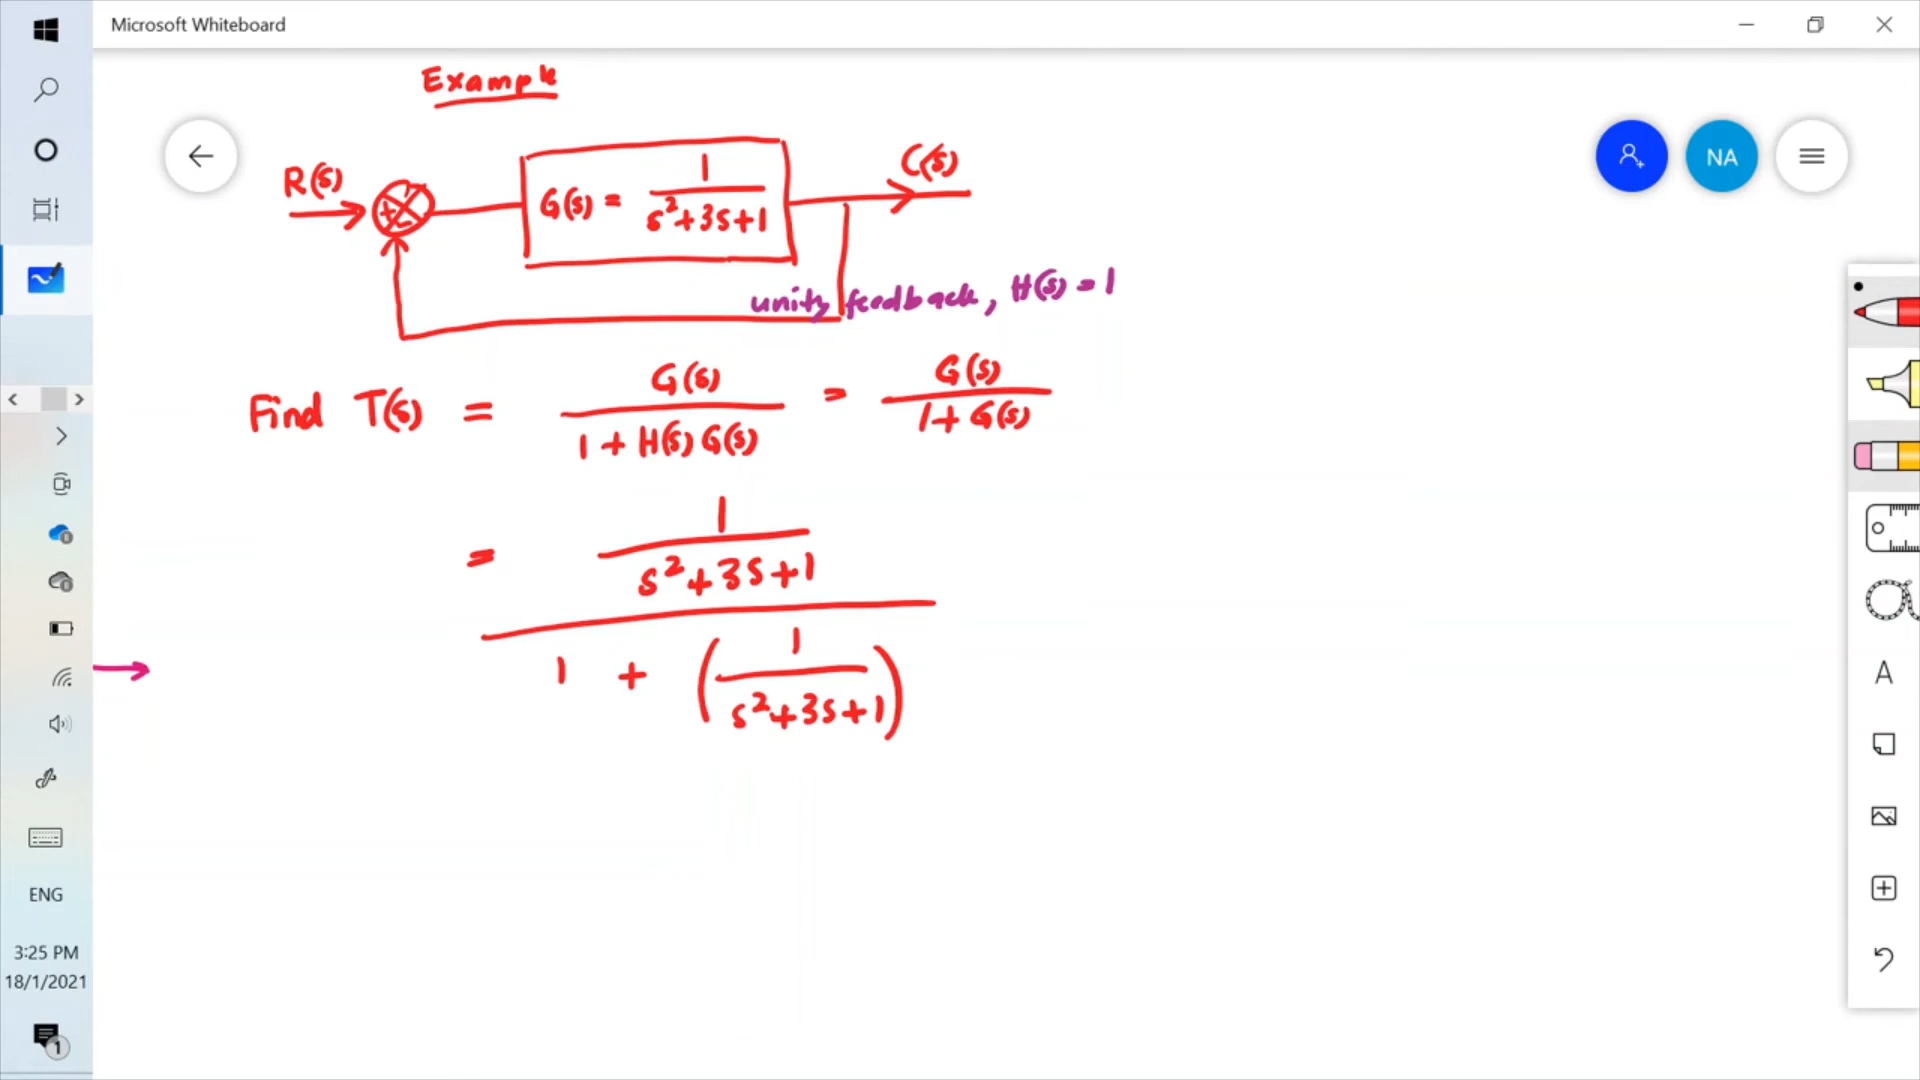 Microsoft Whiteboard
Example
R(s)
+
-
G(s) = 1 / s²+3s+1
C(s)
NA
unity feedback, H(s) = 1
Find T(s) = G(s) / 1 + H(s) G(s) = G(s) / 1 + G(s)
= 1 / s²+3s+1
1 + ( 1 / s²+3s+1 )
A
ENG
3:25 PM
18/1/2021
1